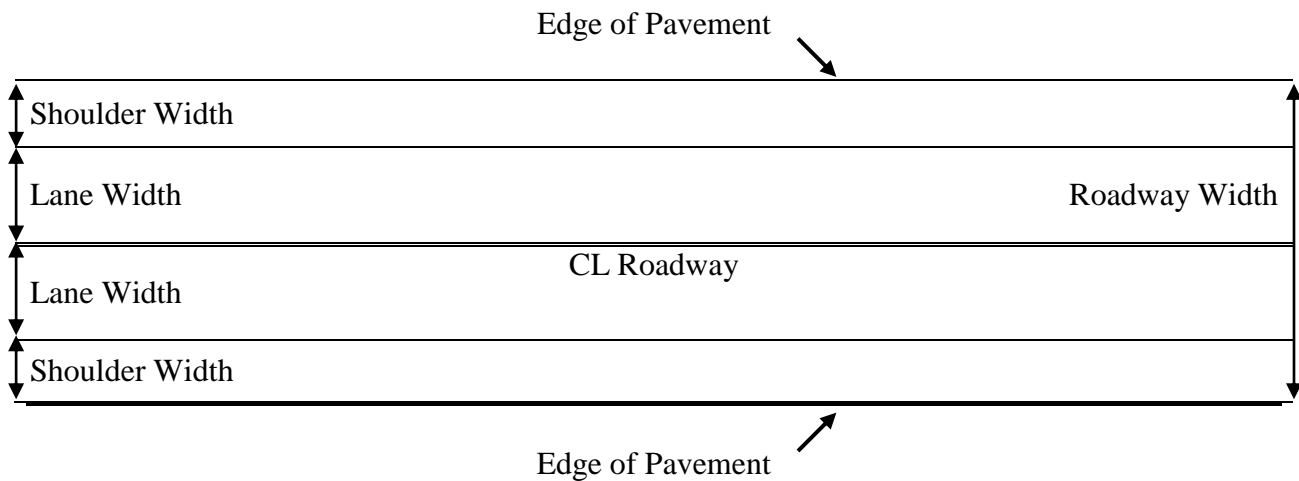 Edge of Pavement
Shoulder Width
Lane Width
Roadway Width
CL Roadway
Lane Width
Shoulder Width
Edge of Pavement